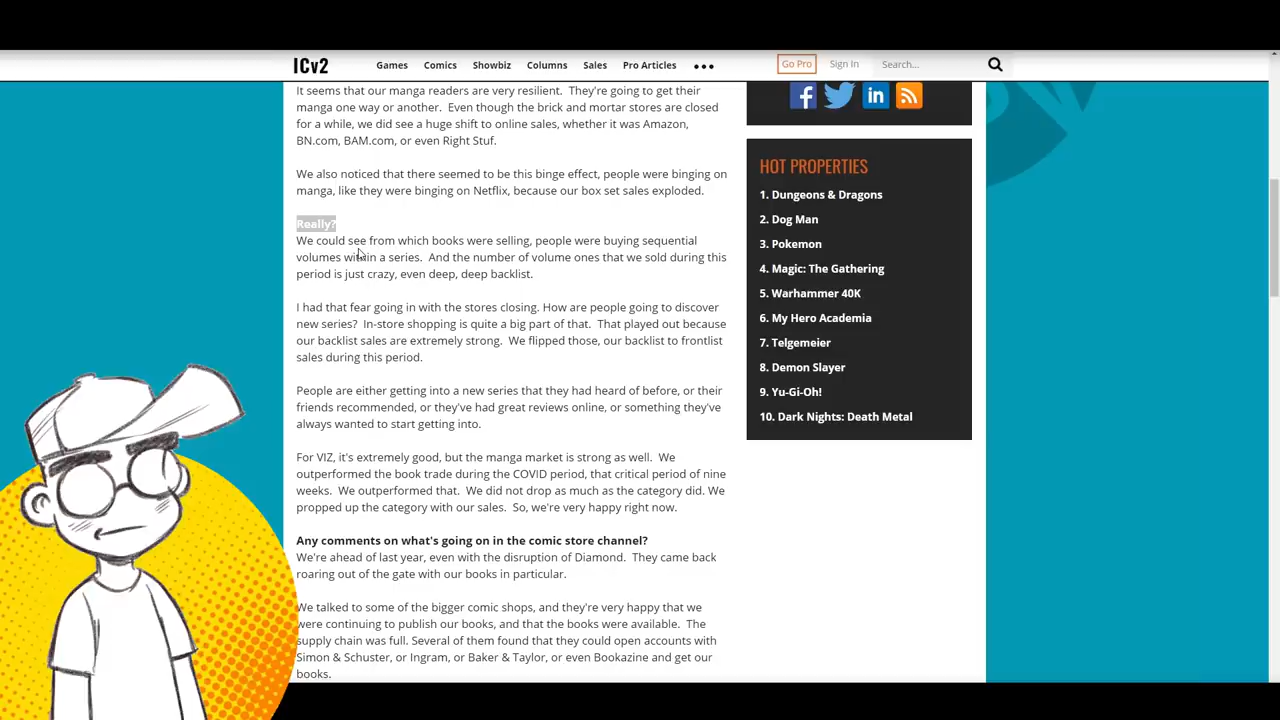 ICv2
Games
Comics
Showbiz
Columns
Sales
Pro Articles
Go Pro
Sign In
Search...
It seems that our manga readers are very resilient.  They're going to get their
manga one way or another.  Even though the brick and mortar stores are closed
for a while, we did see a huge shift to online sales, whether it was Amazon,
BN.com, BAM.com, or even Right Stuf.
We also noticed that there seemed to be this binge effect, people were binging on
manga, like they were binging on Netflix, because our box set sales exploded.
Really?
We could see from which books were selling, people were buying sequential
volumes within a series.  And the number of volume ones that we sold during this
period is just crazy, even deep, deep backlist.
I had that fear going in with the stores closing. How are people going to discover
new series?  In-store shopping is quite a big part of that.  That played out because
our backlist sales are extremely strong.  We flipped those, our backlist to frontlist
sales during this period.
People are either getting into a new series that they had heard of before, or their
friends recommended, or they've had great reviews online, or something they've
always wanted to start getting into.
For VIZ, it's extremely good, but the manga market is strong as well.  We
outperformed the book trade during the COVID period, that critical period of nine
weeks.  We outperformed that.  We did not drop as much as the category did. We
propped up the category with our sales.  So, we're very happy right now.
Any comments on what's going on in the comic store channel?
We're ahead of last year, even with the disruption of Diamond.  They came back
roaring out of the gate with our books in particular.
We talked to some of the bigger comic shops, and they're very happy that we
were continuing to publish our books, and that the books were available.  The
supply chain was full. Several of them found that they could open accounts with
Simon & Schuster, or Ingram, or Baker & Taylor, or even Bookazine and get our
books.
HOT PROPERTIES
1. Dungeons & Dragons
2. Dog Man
3. Pokemon
4. Magic: The Gathering
5. Warhammer 40K
6. My Hero Academia
7. Telgemeier
8. Demon Slayer
9. Yu-Gi-Oh!
10. Dark Nights: Death Metal